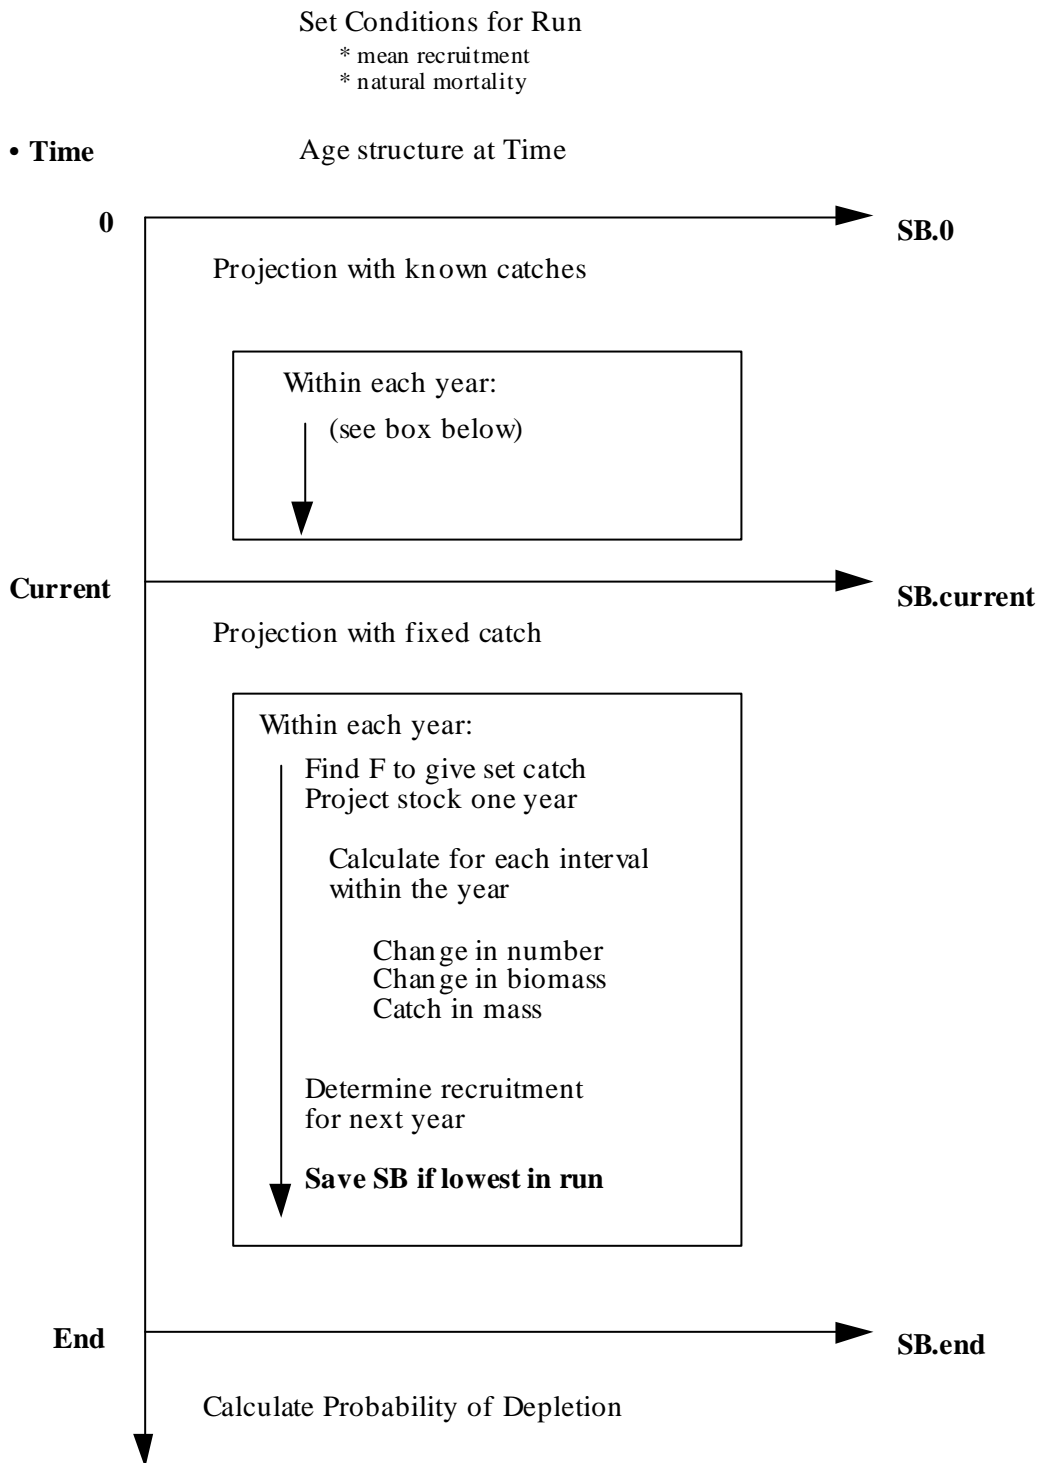 Set Conditions for Run
* mean recruitment
* natural mortality
• Time
Age structure at Time
0
SB.0
Projection with known catches
Within each year:
(see box below)
Current
SB.current
Projection with fixed catch
Within each year:
Find F to give set catch
Project stock one year
Calculate for each interval
within the year
Change in number
Change in biomass
Catch in mass
Determine recruitment
for next year
Save SB if lowest in run
End
SB.end
Calculate Probability of Depletion